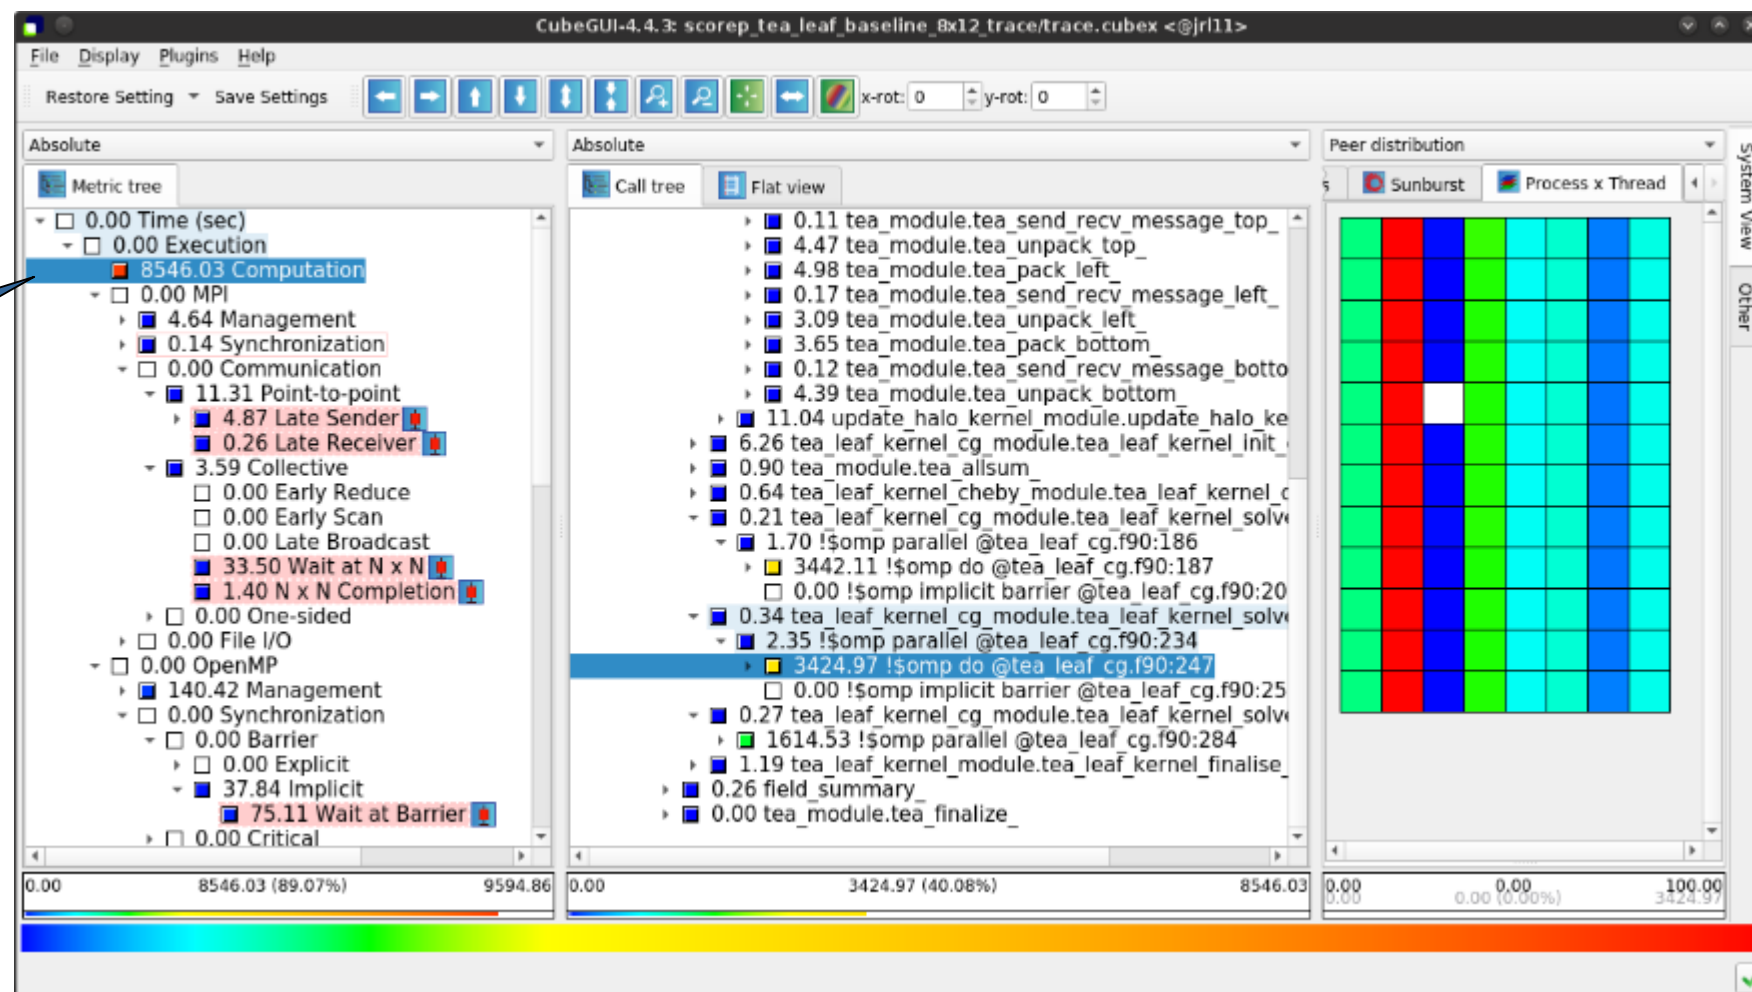 CubeGUI-4.4.3: scorep_tea_leaf_baseline_8x12_trace/trace.cubex <@jrl11>
File Display Plugins Help
Restore Setting Save Settings x-rot: 0 y-rot: 0
Absolute
Metric tree
0.00 Time (sec)
0.00 Execution
8546.03 Computation
0.00 MPI
4.64 Management
0.14 Synchronization
0.00 Communication
11.31 Point-to-point
4.87 Late Sender
0.26 Late Receiver
3.59 Collective
0.00 Early Reduce
0.00 Early Scan
0.00 Late Broadcast
33.50 Wait at N x N
1.40 N x N Completion
0.00 One-sided
0.00 File I/O
0.00 OpenMP
140.42 Management
0.00 Synchronization
0.00 Barrier
0.00 Explicit
37.84 Implicit
75.11 Wait at Barrier
0.00 Critical
0.00 8546.03 (89.07%) 9594.86
Absolute
Call tree Flat view
0.11 tea_module.tea_send_recv_message_top_
4.47 tea_module.tea_unpack_top_
4.98 tea_module.tea_pack_left_
0.17 tea_module.tea_send_recv_message_left_
3.09 tea_module.tea_unpack_left_
3.65 tea_module.tea_pack_bottom_
0.12 tea_module.tea_send_recv_message_botto
4.39 tea_module.tea_unpack_bottom_
11.04 update_halo_kernel_module.update_halo_ke
6.26 tea_leaf_kernel_cg_module.tea_leaf_kernel_init_
0.90 tea_module.tea_allsum_
0.64 tea_leaf_kernel_cheby_module.tea_leaf_kernel_c
0.21 tea_leaf_kernel_cg_module.tea_leaf_kernel_solve
1.70 !$omp parallel @tea_leaf_cg.f90:186
3442.11 !$omp do @tea_leaf_cg.f90:187
0.00 !$omp implicit barrier @tea_leaf_cg.f90:20
0.34 tea_leaf_kernel_cg_module.tea_leaf_kernel_solve
2.35 !$omp parallel @tea_leaf_cg.f90:234
3424.97 !$omp do @tea_leaf_cg.f90:247
0.00 !$omp implicit barrier @tea_leaf_cg.f90:25
0.27 tea_leaf_kernel_cg_module.tea_leaf_kernel_solve
1614.53 !$omp parallel @tea_leaf_cg.f90:284
1.19 tea_leaf_kernel_module.tea_leaf_kernel_finalise_
0.26 field_summary_
0.00 tea_module.tea_finalize_
0.00 3424.97 (40.08%) 8546.03
Peer distribution
s Sunburst Process x Thread
0.00 0.00 100.00
0.00 0.00 (0.00%) 3424.97
System View
Other